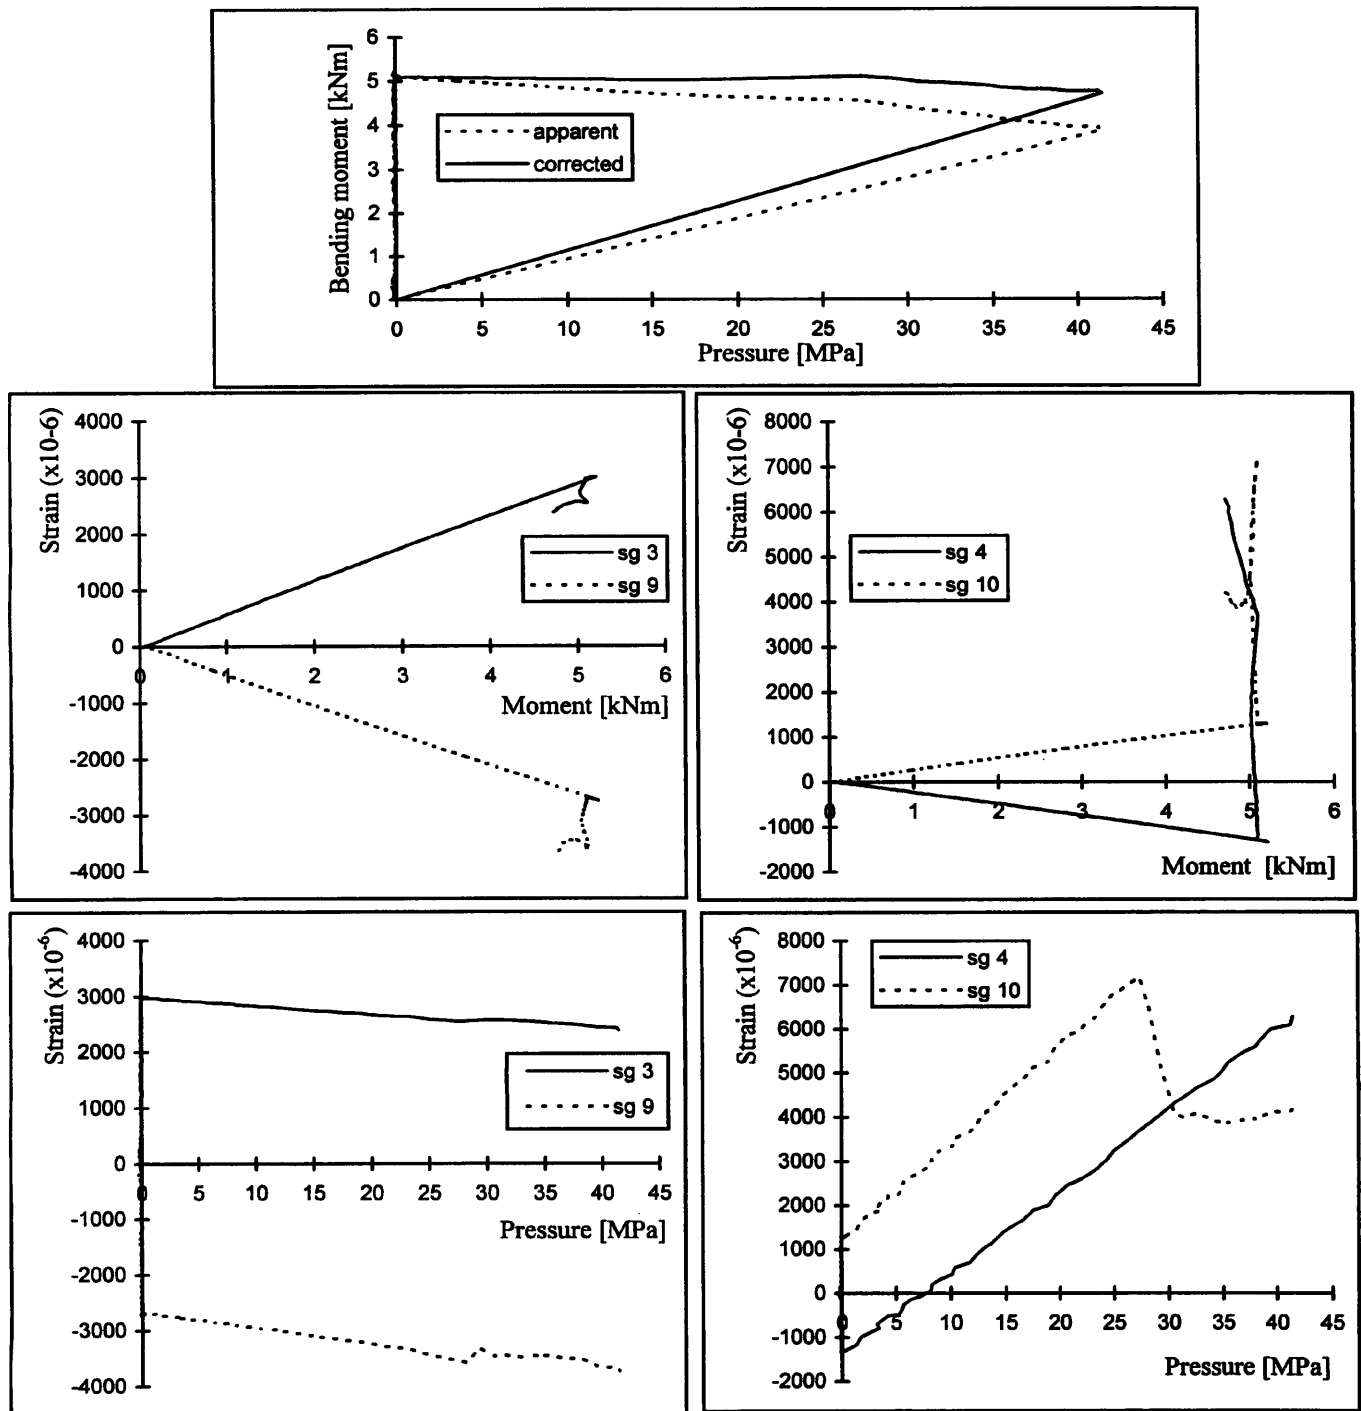 Bending moment [kNm]
6
5
4
3
2
1
0
apparent
corrected
0 5 10 15 20 25 30 35 40 45
Pressure [MPa]
Strain (x10-6)
4000
3000
2000
1000
0
-1000
-2000
-3000
-4000
sg 3
sg 9
0 1 2 3 4 5 6
Moment [kNm]
Strain (x10-6)
8000
7000
6000
5000
4000
3000
2000
1000
0
-1000
-2000
sg 4
sg 10
0 1 2 3 4 5 6
Moment [kNm]
Strain (x10⁻⁶)
4000
3000
2000
1000
0
-1000
-2000
-3000
-4000
sg 3
sg 9
0 5 10 15 20 25 30 35 40 45
Pressure [MPa]
Strain (x10⁻⁶)
8000
7000
6000
5000
4000
3000
2000
1000
0
-1000
-2000
sg 4
sg 10
0 5 10 15 20 25 30 35 40 45
Pressure [MPa]